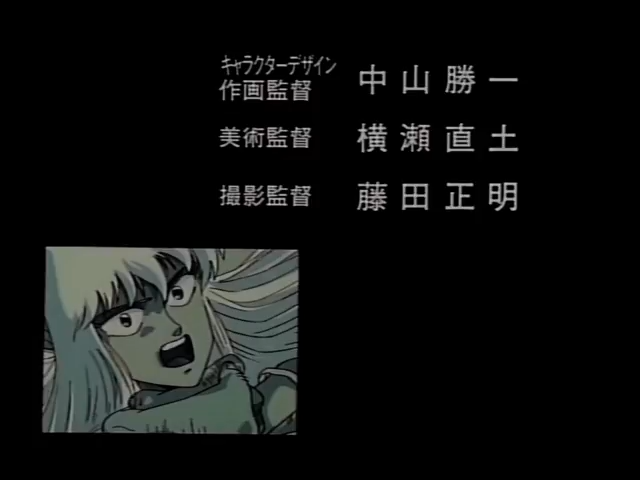 キャラクターデザイン
作画監督 中山勝一
美術監督 横瀬直土
撮影監督 藤田正明